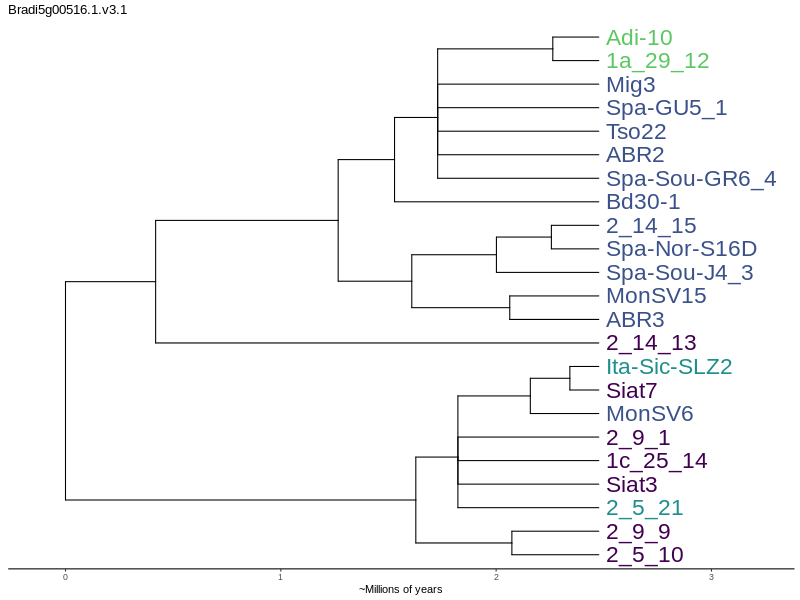 Bradi5g00516.1.v3.1
Adi-10
1a_29_12
Mig3
Spa-GU5_1
Tso22
ABR2
Spa-Sou-GR6_4
Bd30-1
2_14_15
Spa-Nor-S16D
Spa-Sou-J4_3
MonSV15
ABR3
2_14_13
Ita-Sic-SLZ2
Siat7
MonSV6
2_9_1
1c_25_14
Siat3
2_5_21
2_9_9
2_5_10
0 1 2 3
~Millions of years